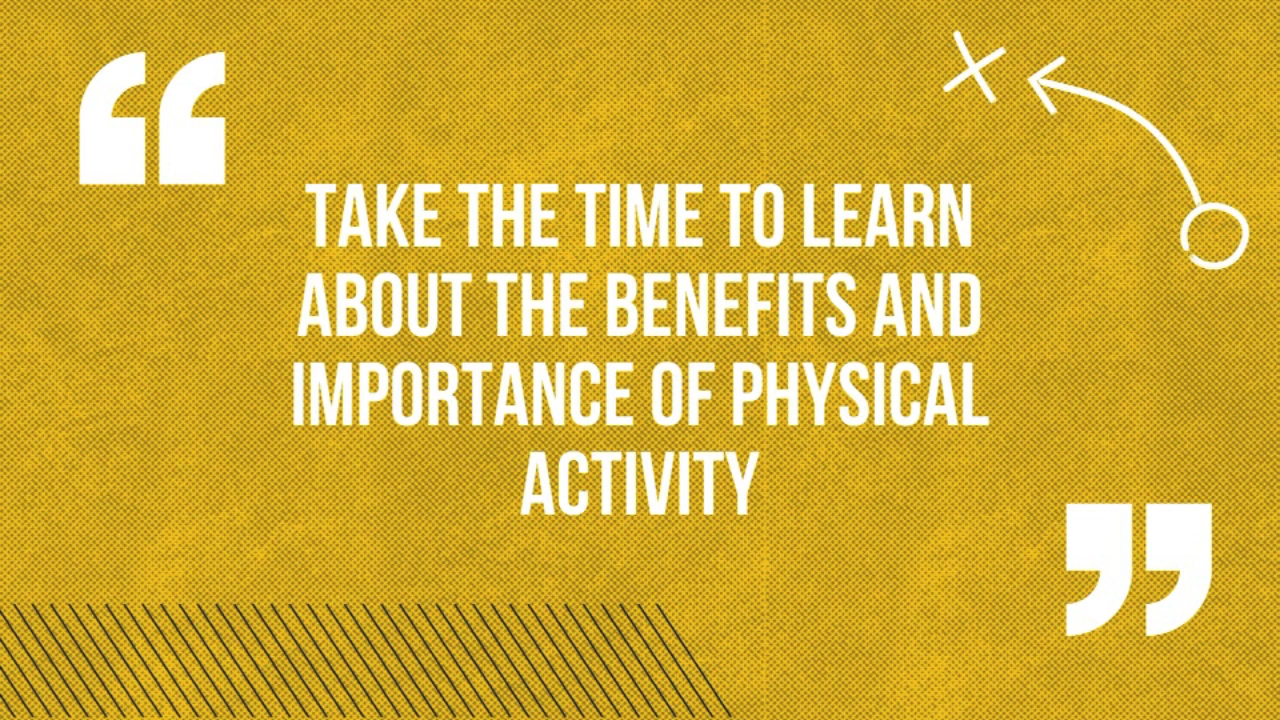 TAKE THE TIME TO LEARN
ABOUT THE BENEFITS AND
IMPORTANCE OF PHYSICAL
ACTIVITY